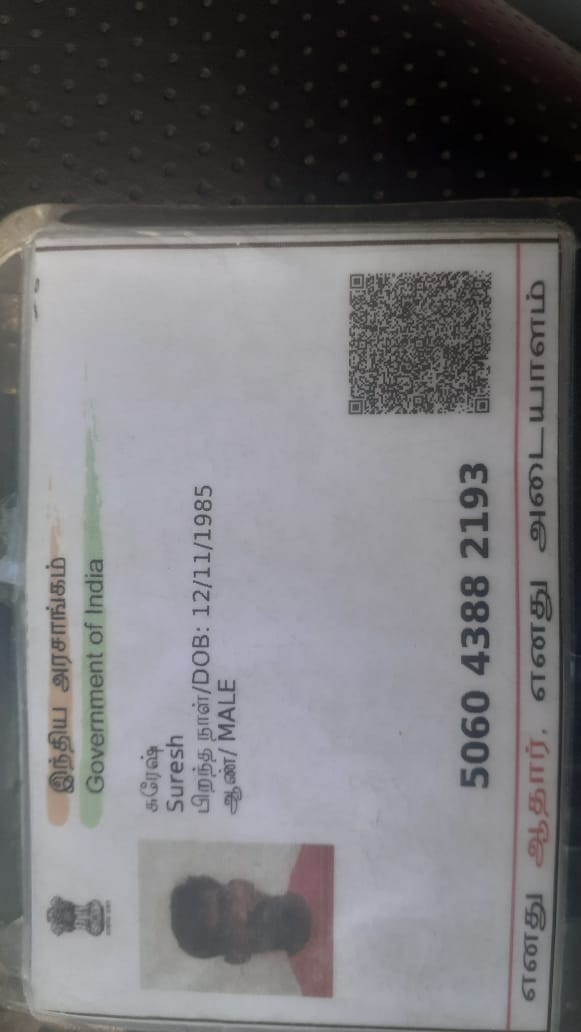 இந்திய அரசாங்கம்
Government of India
சுரேஷ்
Suresh
பிறந்த நாள்/DOB: 12/11/1985
ஆண்/ MALE
5060 4388 2193
எனது ஆதார், எனது அடையாளம்